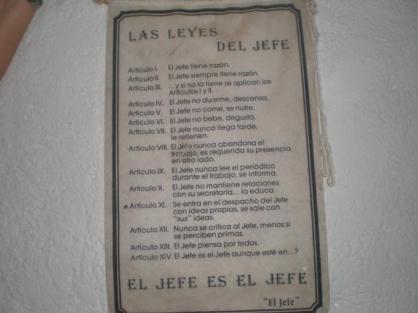 LAS LEYES
DEL JEFE
Artículo I. El Jefe tiene razón.
Artículo II. El Jefe siempre tiene razón.
Artículo III. ...y si no la tiene se aplican los
Artículos I y II.
Artículo IV. El Jefe no duerme, descansa.
Artículo V. El Jefe no come, se nutre.
Artículo VI. El Jefe no bebe, degusta.
Artículo VII. El Jefe nunca llega tarde,
le retienen.
Artículo VIII. El Jefe nunca abandona el
trabajo, es requerida su presencia
en otro lado.
Artículo IX. El Jefe nunca lee el periódico
durante el trabajo, se informa.
Artículo X. El Jefe no mantiene relaciones
con su secretaria... la educa.
Artículo XI. Se entra en el despacho del Jefe
con ideas propias, se sale con
"sus" ideas.
Artículo XII. Nunca se critica al Jefe, menos si
se perciben primas.
Artículo XIII. El Jefe piensa por todos.
Artículo XIV. El Jefe es el Jefe aunque esté en...?
EL JEFE ES EL JEFE
"El Jefe"